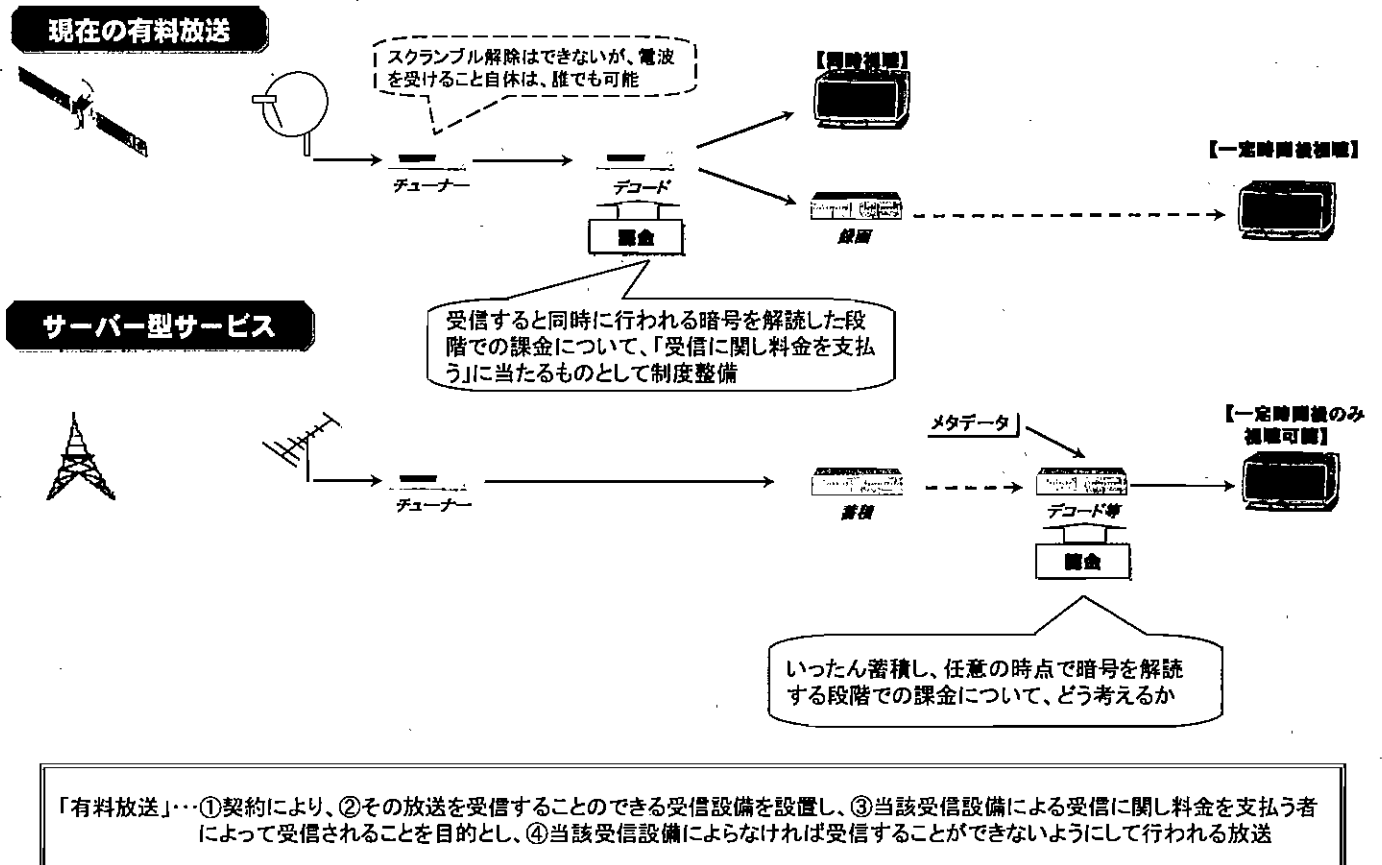 現在の有料放送
スクランブル解除はできないが、電波
を受けること自休は、誰でも可能
【同時視聴】
【一定時間後視聴】
チューナー
デコード
録画
課金
受信すると同時に行われる暗号を解読した段
階での課金について、「受信に関し料金を支払
う」に当たるものとして制度整備
サーバー型サービス
メタデータ
【一定時間後のみ
視聴可能】
チューナー
蓄積
デコード等
課金
いったん蓄積し、任意の時点で暗号を解読
する段階での課金について、どう考えるか
「有料放送」…①契約により、②その放送を受信することのできる受信設備を設置し、③当該受信設備による受信に関し料金を支払う者
によって受信されることを目的とし、④当該受信設備によらなければ受信することができないようにして行われる放送